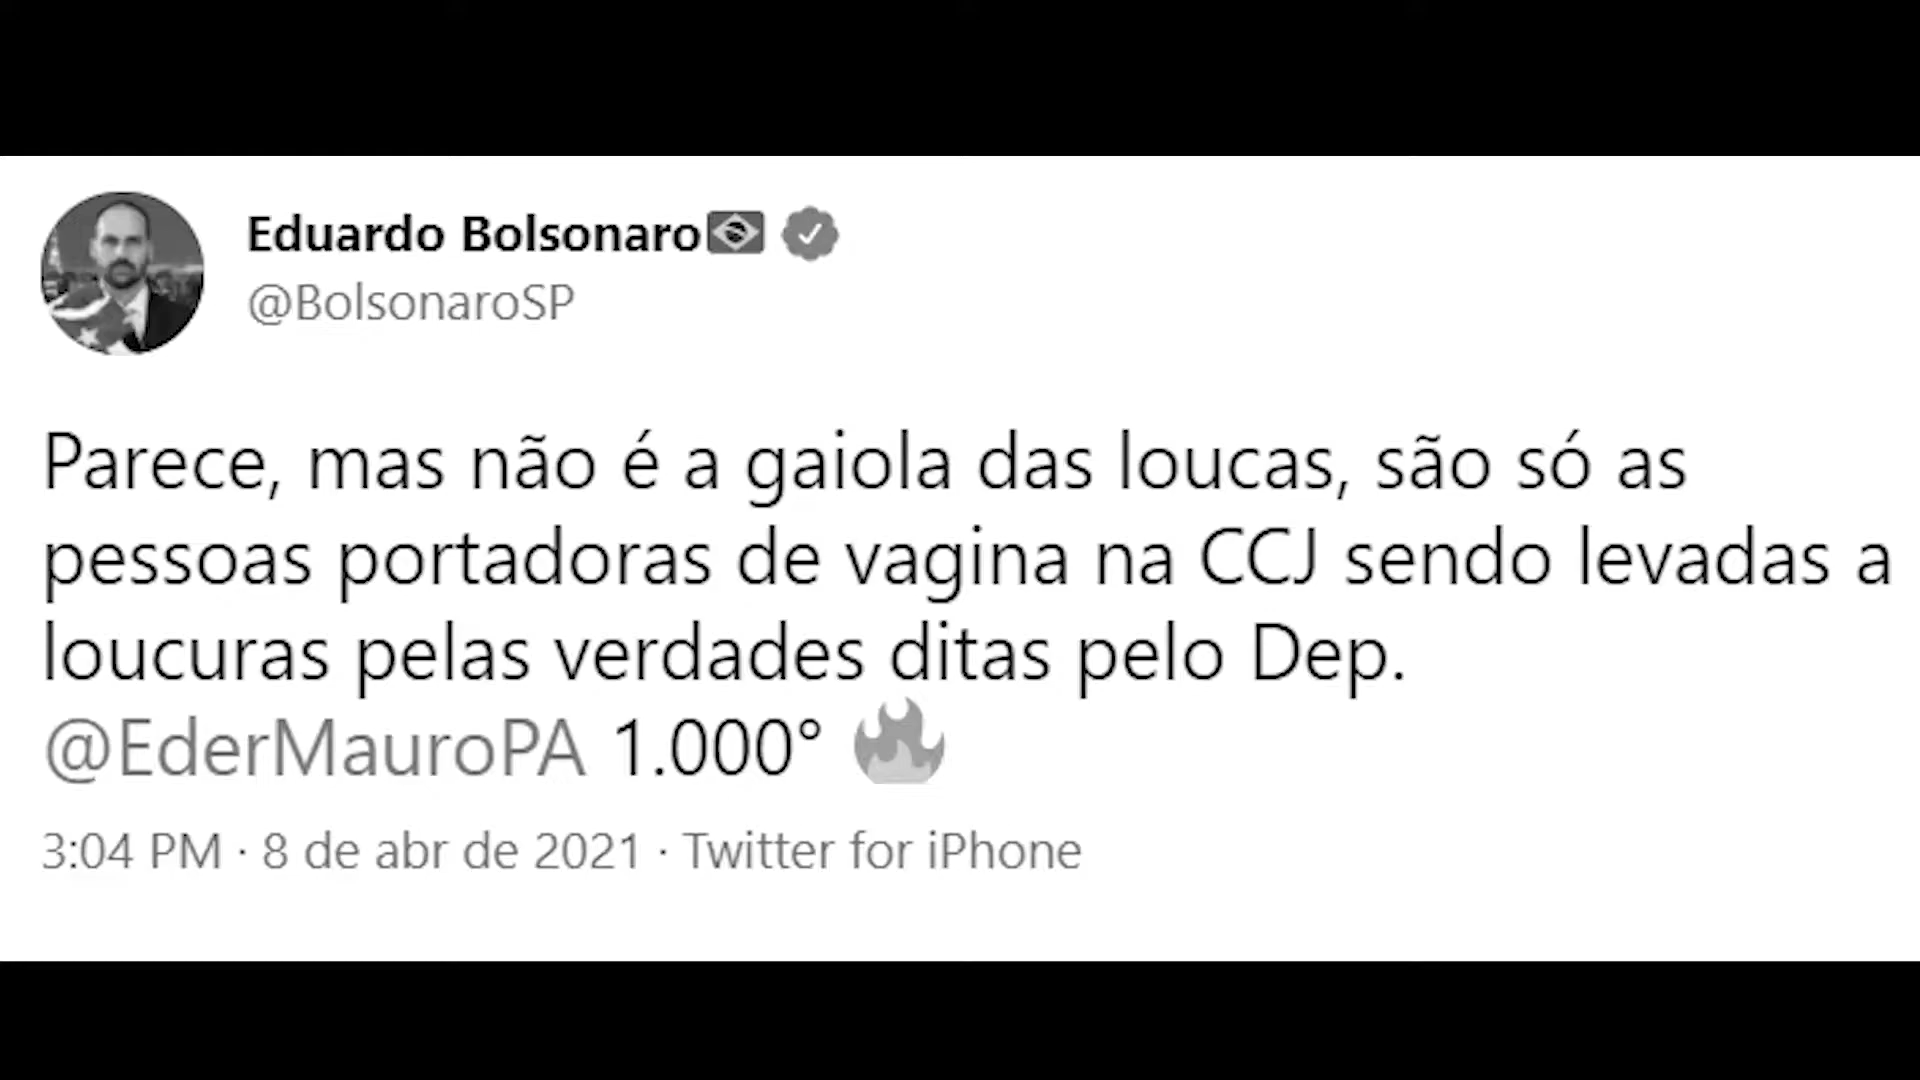 Eduardo Bolsonaro🇧🇷
@BolsonaroSP
Parece, mas não é a gaiola das loucas, são só as
pessoas portadoras de vagina na CCJ sendo levadas a
loucuras pelas verdades ditas pelo Dep.
@EderMauroPA 1.000° 🔥
3:04 PM · 8 de abr de 2021 · Twitter for iPhone